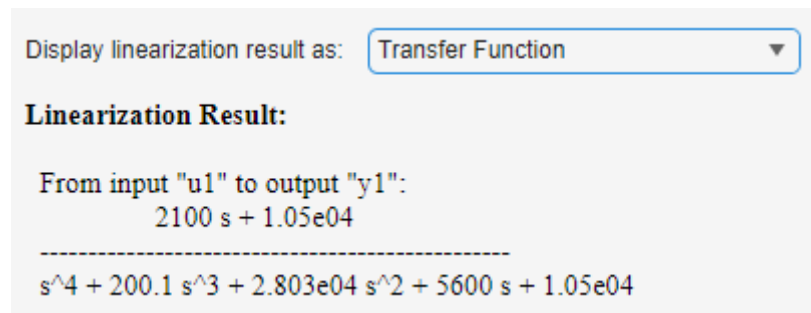 Display linearization result as: Transfer Function
Linearization Result:
From input "u1" to output "y1":
2100 s + 1.05e04
-------------------------------------------------
s^4 + 200.1 s^3 + 2.803e04 s^2 + 5600 s + 1.05e04